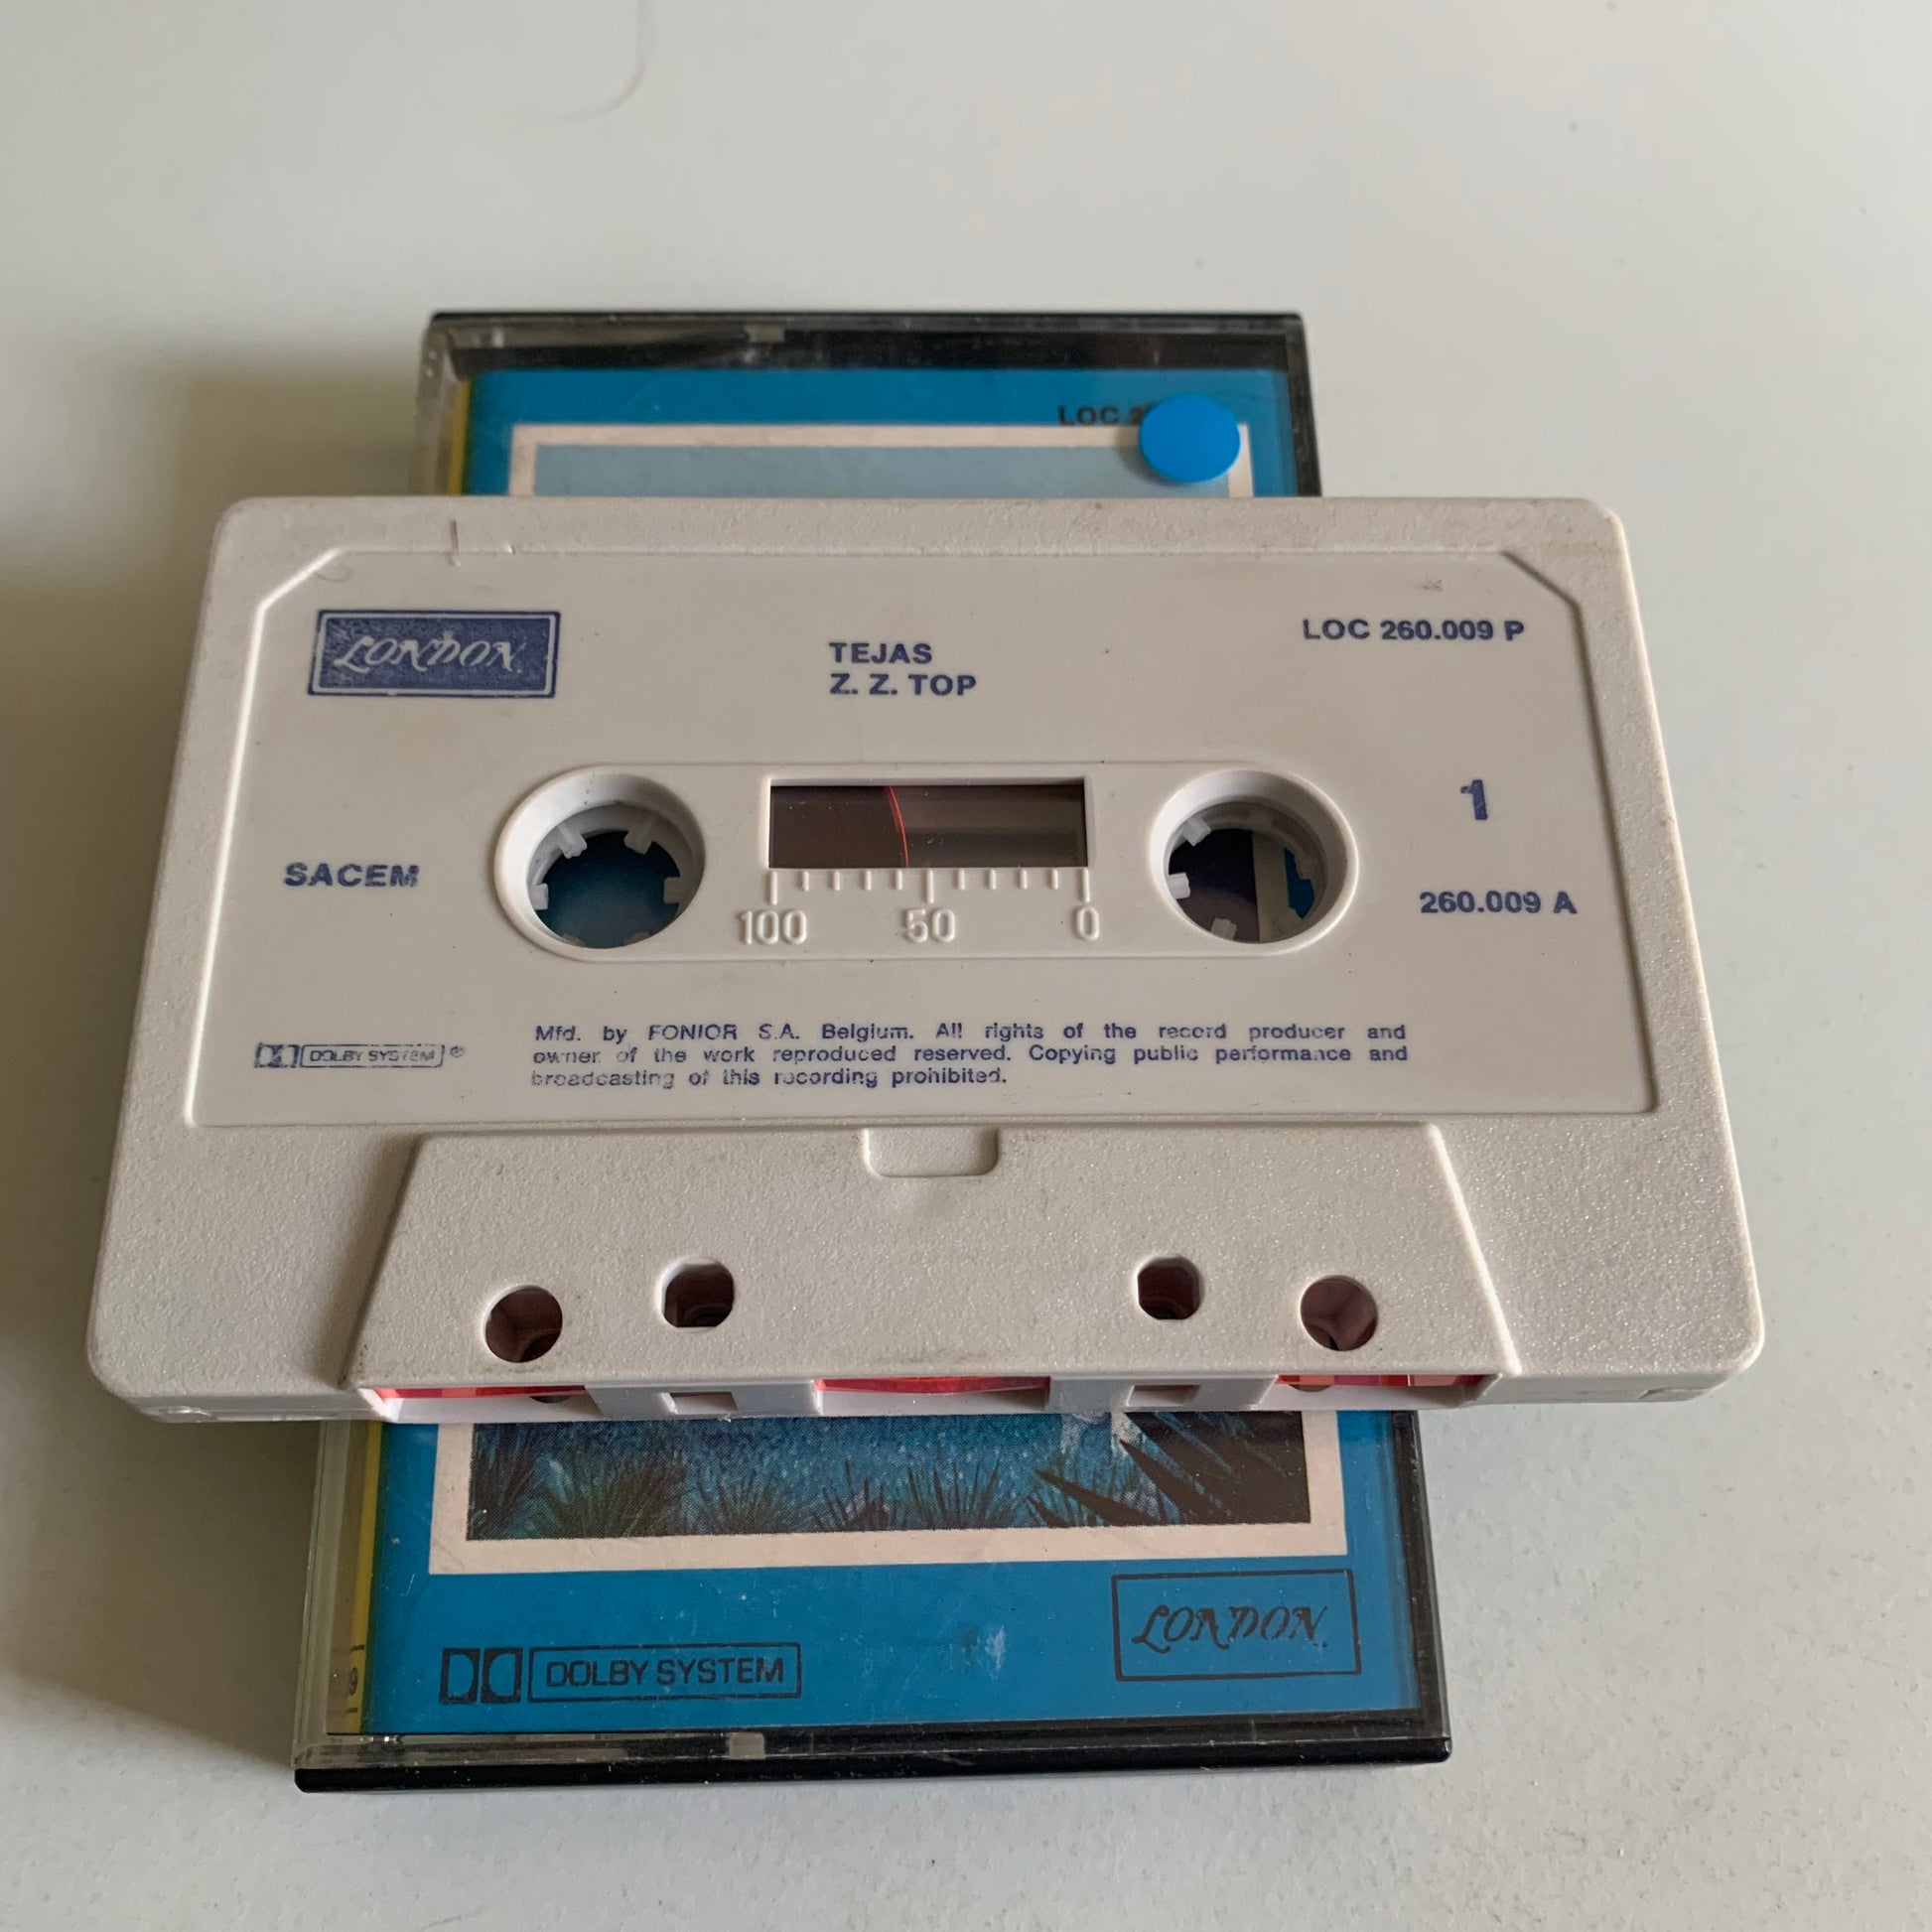 LOC
LONDON
TEJAS
Z. Z. TOP
LOC 260.009 P
1
SACEM
260.009 A
100 50 0
DOLBY SYSTEM ®
Mfd. by FONIOR S.A. Belgium. All rights of the record producer and
owner of the work reproduced reserved. Copying public performance and
broadcasting of this recording prohibited.
DOLBY SYSTEM
LONDON